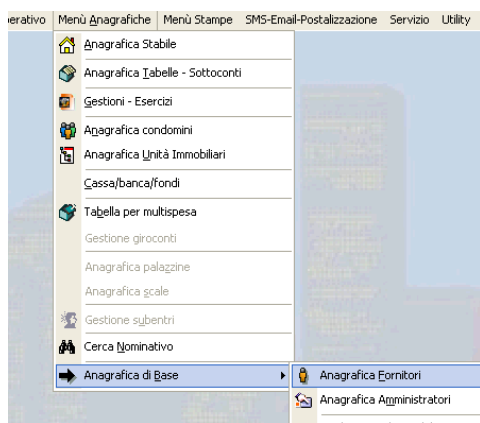 perativo Menù Anagrafiche Menù Stampe SMS-Email-Postalizzazione Servizio Utility
Anagrafica Stabile
Anagrafica Tabelle - Sottoconti
Gestioni - Esercizi
Anagrafica condomini
Anagrafica Unità Immobiliari
Cassa/banca/fondi
Tabella per multispesa
Gestione giroconti
Anagrafica palazzine
Anagrafica scale
Gestione subentri
Cerca Nominativo
Anagrafica di Base
Anagrafica Fornitori
Anagrafica Amministratori